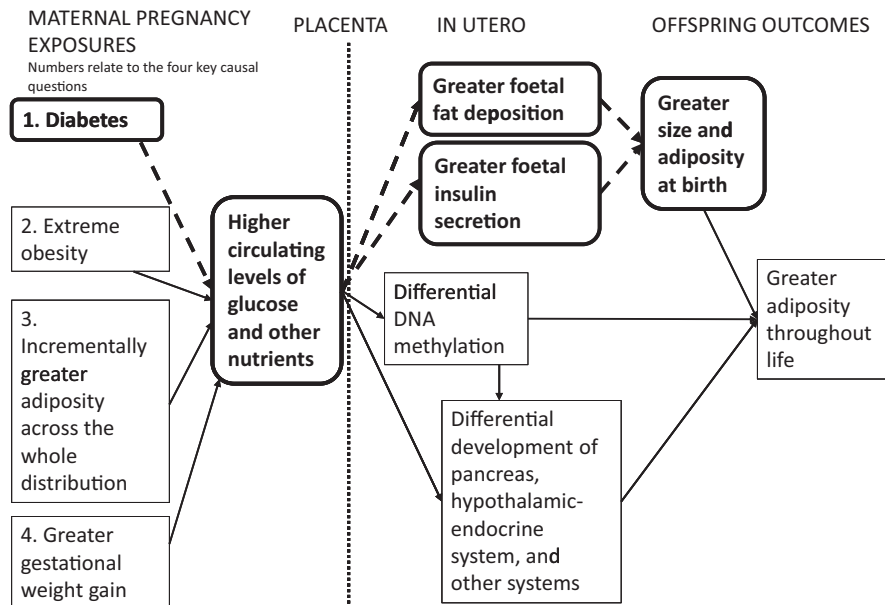 MATERNAL PREGNANCY
EXPOSURES
Numbers relate to the four key causal
questions
PLACENTA
IN UTERO
OFFSPRING OUTCOMES
1. Diabetes
2. Extreme
obesity
3.
Incrementally
greater
adiposity
across the
whole
distribution
4. Greater
gestational
weight gain
Higher
circulating
levels of
glucose
and other
nutrients
Greater foetal
fat deposition
Greater foetal
insulin
secretion
Differential
DNA
methylation
Differential
development of
pancreas,
hypothalamic-
endocrine
system, and
other systems
Greater
size and
adiposity
at birth
Greater
adiposity
throughout
life